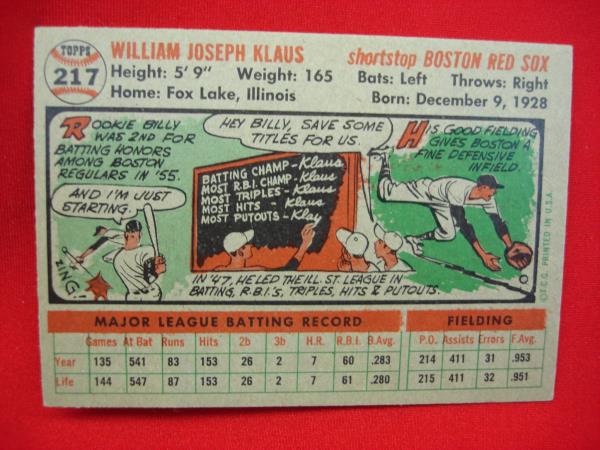 TOPPS
217
WILLIAM JOSEPH KLAUS
shortstop BOSTON RED SOX
Height: 5' 9" Weight: 165 Bats: Left Throws: Right
Home: Fox Lake, Illinois Born: December 9, 1928
ROOKIE BILLY
WAS 2ND FOR
BATTING HONORS
AMONG BOSTON
REGULARS IN '55.
AND I'M JUST
STARTING.
ZING!
HEY BILLY, SAVE SOME
TITLES FOR US.
BATTING CHAMP - Klaus
MOST R.B.I. CHAMP. - Klaus
MOST TRIPLES - Klaus
MOST HITS - Klaus
MOST PUTOUTS - Klay
IN '47, HE LED THE ILL. ST. LEAGUE IN
BATTING, R.B.I.'S, TRIPLES, HITS & PUTOUTS.
HIS GOOD FIELDING
GIVES BOSTON A
FINE DEFENSIVE
INFIELD.
©T.C.G. PRINTED IN U.S.A.
MAJOR LEAGUE BATTING RECORD FIELDING
Games At Bat Runs Hits 2b 3b H.R. R.B.I. B.Avg. P.O. Assists Errors F.Avg.
Year 135 541 83 153 26 2 7 60 .283 214 411 31 .953
Life 144 547 83 153 26 2 7 61 .280 215 411 32 .951